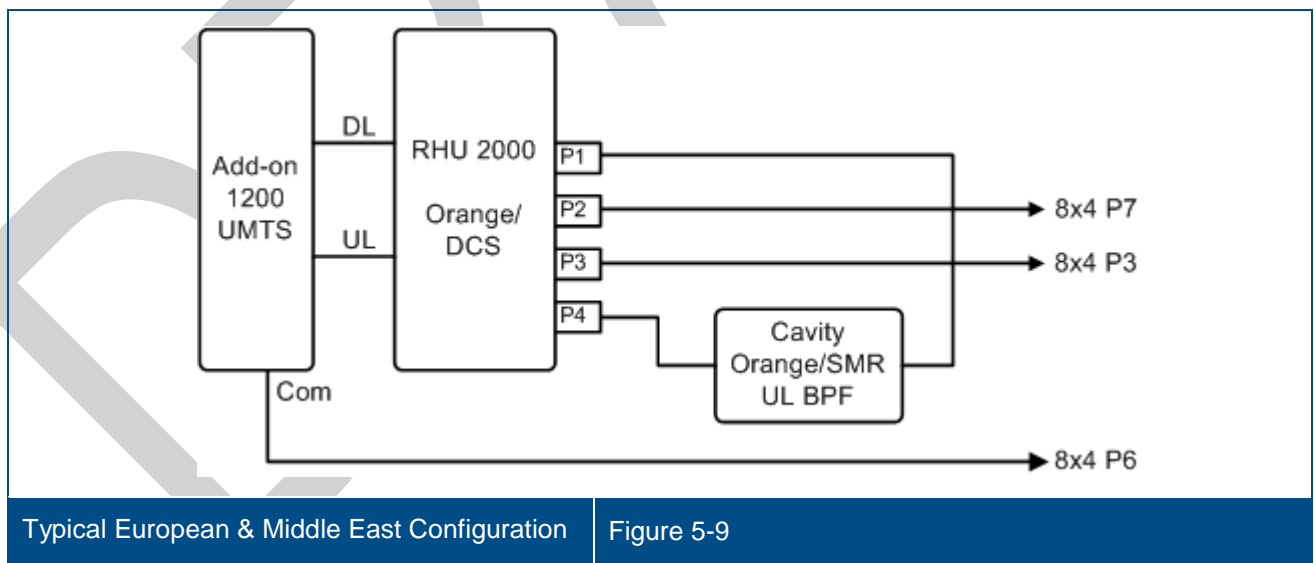 Add-on
1200
UMTS
DL
UL
RHU 2000
Orange/
DCS
P1
P2
P3
P4
8x4 P7
8x4 P3
Cavity
Orange/SMR
UL BPF
Com
8x4 P6
Typical European & Middle East Configuration
Figure 5-9